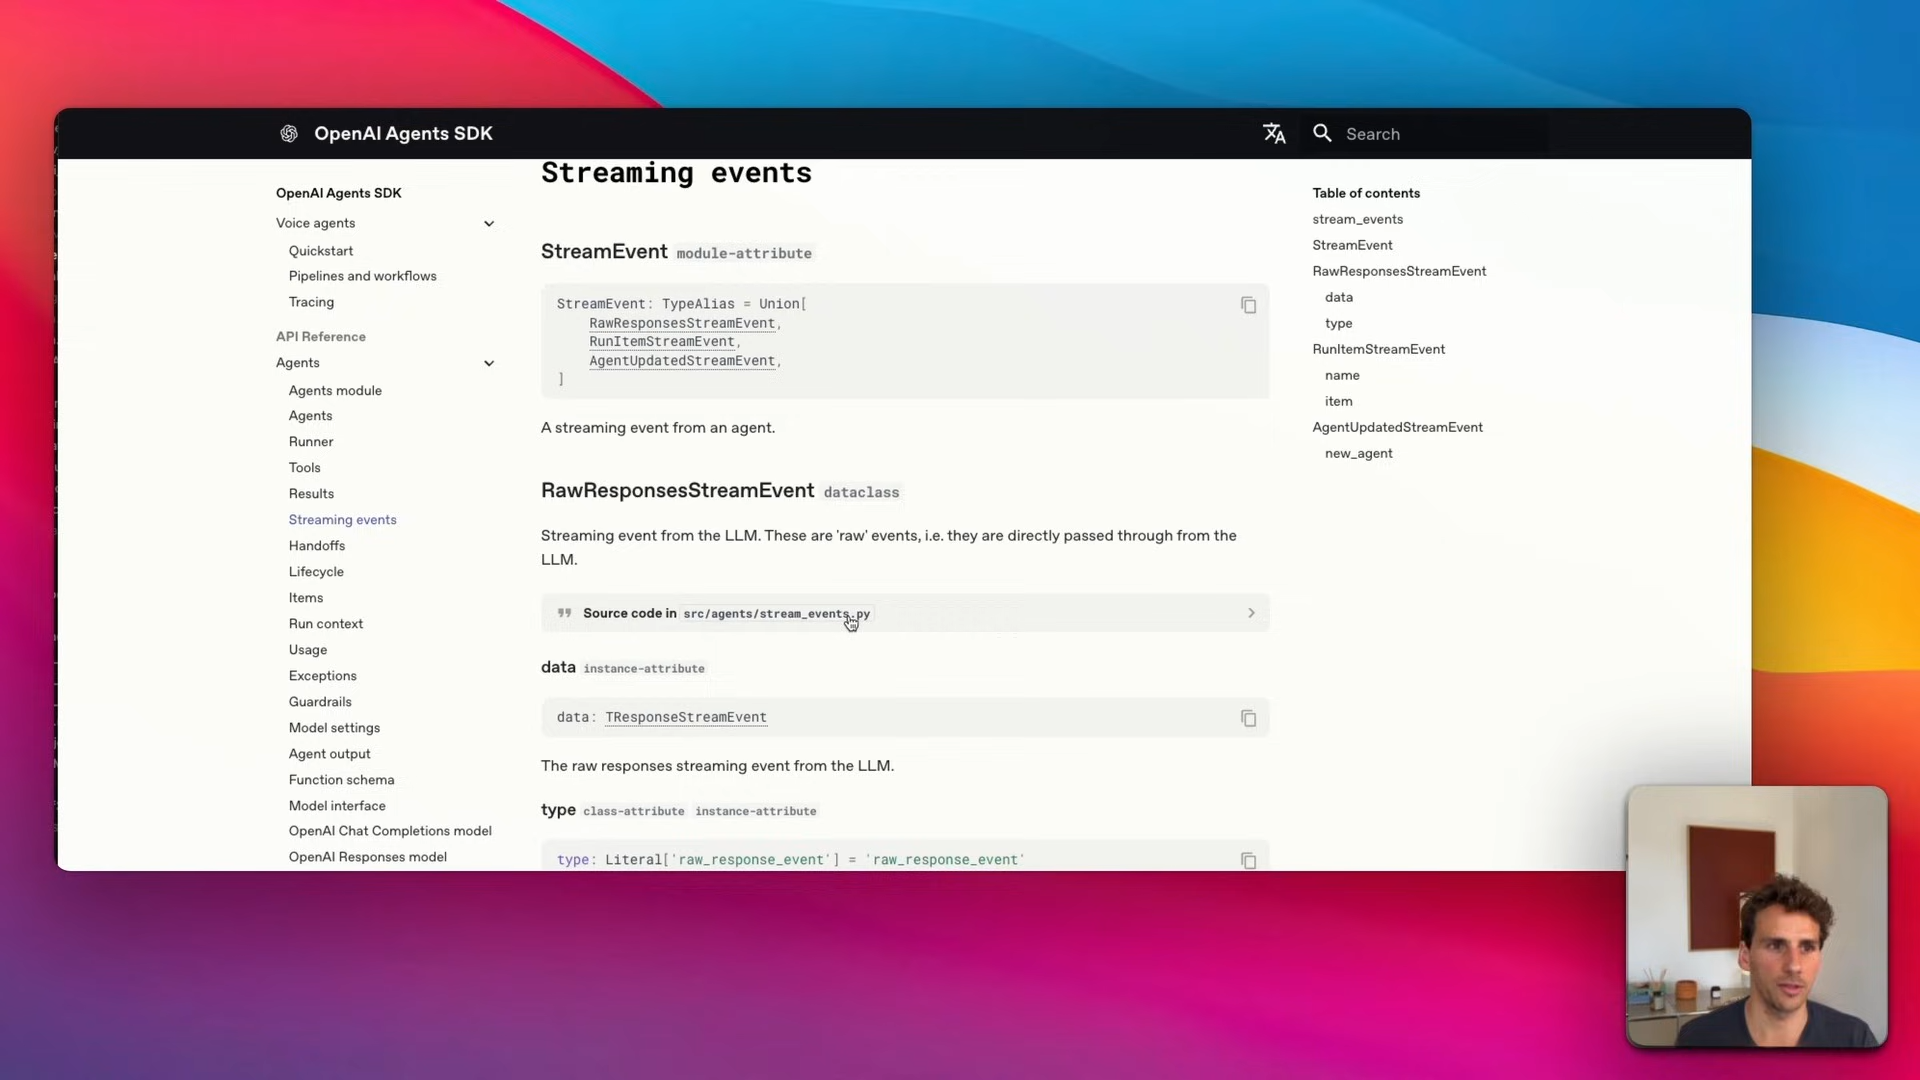 OpenAI Agents SDK
Search
OpenAI Agents SDK
Voice agents
Quickstart
Pipelines and workflows
Tracing
API Reference
Agents
Agents module
Agents
Runner
Tools
Results
Streaming events
Handoffs
Lifecycle
Items
Run context
Usage
Exceptions
Guardrails
Model settings
Agent output
Function schema
Model interface
OpenAI Chat Completions model
OpenAI Responses model
Streaming events
StreamEvent module-attribute
StreamEvent: TypeAlias = Union[
RawResponsesStreamEvent,
RunItemStreamEvent,
AgentUpdatedStreamEvent,
]
A streaming event from an agent.
RawResponsesStreamEvent dataclass
Streaming event from the LLM. These are 'raw' events, i.e. they are directly passed through from the
LLM.
Source code in src/agents/stream_events.py
data instance-attribute
data: TResponseStreamEvent
The raw responses streaming event from the LLM.
type class-attribute instance-attribute
type: Literal['raw_response_event'] = 'raw_response_event'
Table of contents
stream_events
StreamEvent
RawResponsesStreamEvent
data
type
RunItemStreamEvent
name
item
AgentUpdatedStreamEvent
new_agent